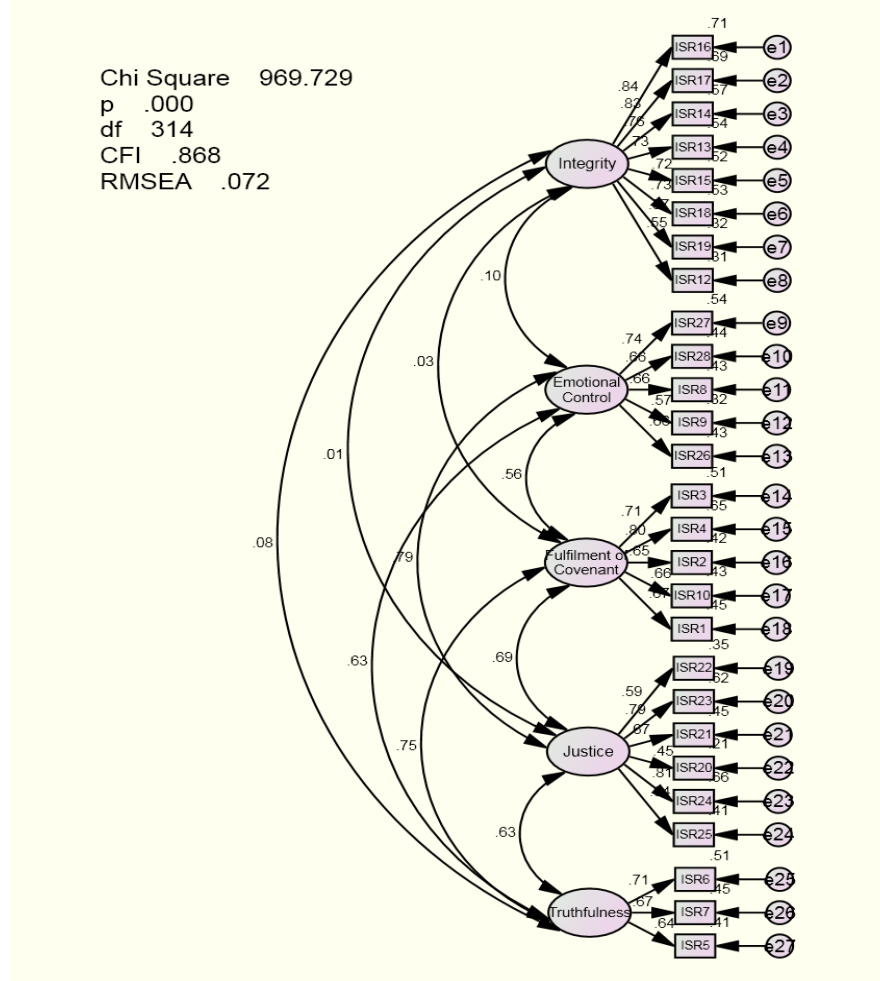 Chi Square 969.729
p .000
df 314
CFI .868
RMSEA .072
.71
ISR16 e1
.69
ISR17 e2
.57
ISR14 e3
.54
ISR13 e4
.52
ISR15 e5
.53
ISR18 e6
.32
ISR19 e7
.31
ISR12 e8
.84
.83
.76
.73
.72
.73
.55
Integrity
.54
ISR27 e9
.44
ISR28 e10
.43
ISR8 e11
.32
ISR9 e12
.43
ISR26 e13
.74
.66
.66
.57
Emotional
Control
.51
ISR3 e14
.65
ISR4 e15
.42
ISR2 e16
.43
ISR10 e17
.45
ISR1 e18
.71
.80
.65
.66
.67
Fulfilment of
Covenant
.35
ISR22 e19
.62
ISR23 e20
.45
ISR21 e21
.21
ISR20 e22
.66
ISR24 e23
.41
ISR25 e24
.59
.79
.67
.45
.81
Justice
.51
ISR6 e25
.45
ISR7 e26
.41
ISR5 e27
.71
.67
.64
Truthfulness
.10
.03
.01
.56
.08
.79
.63
.69
.75
.63